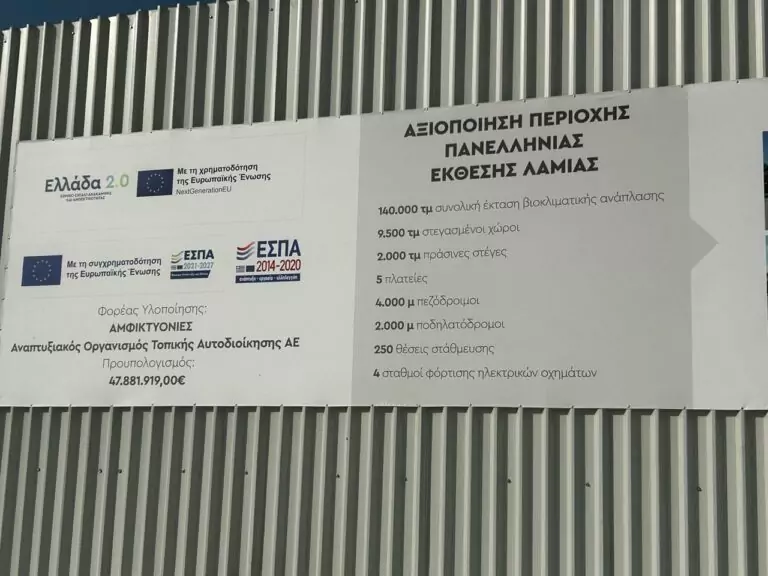 Ελλάδα 2.0
Με τη χρηματοδότηση
της Ευρωπαϊκής Ένωσης
NextGenerationEU
Με τη συγχρηματοδότηση
της Ευρωπαϊκής Ένωσης
ΕΣΠΑ
2021-2027
ΕΣΠΑ
2014-2020
ανάπτυξη - εργασία - αλληλεγγύη
Φορέας Υλοποίησης:
ΑΜΦΙΚΤΥΟΝΙΕΣ
Αναπτυξιακός Οργανισμός Τοπικής Αυτοδιοίκησης ΑΕ
Προυπολογισμός:
47.881.919,00€
ΑΞΙΟΠΟΙΗΣΗ ΠΕΡΙΟΧΗΣ
ΠΑΝΕΛΛΗΝΙΑΣ
ΕΚΘΕΣΗΣ ΛΑΜΙΑΣ
140.000 τμ συνολική έκταση βιοκλιματικής ανάπλασης
9.500 τμ στεγασμένοι χώροι
2.000 τμ πράσινες στέγες
5 πλατείες
4.000 μ πεζόδρομοι
2.000 μ ποδηλατόδρομοι
250 θέσεις στάθμευσης
4 σταθμοί φόρτισης ηλεκτρικών οχημάτων